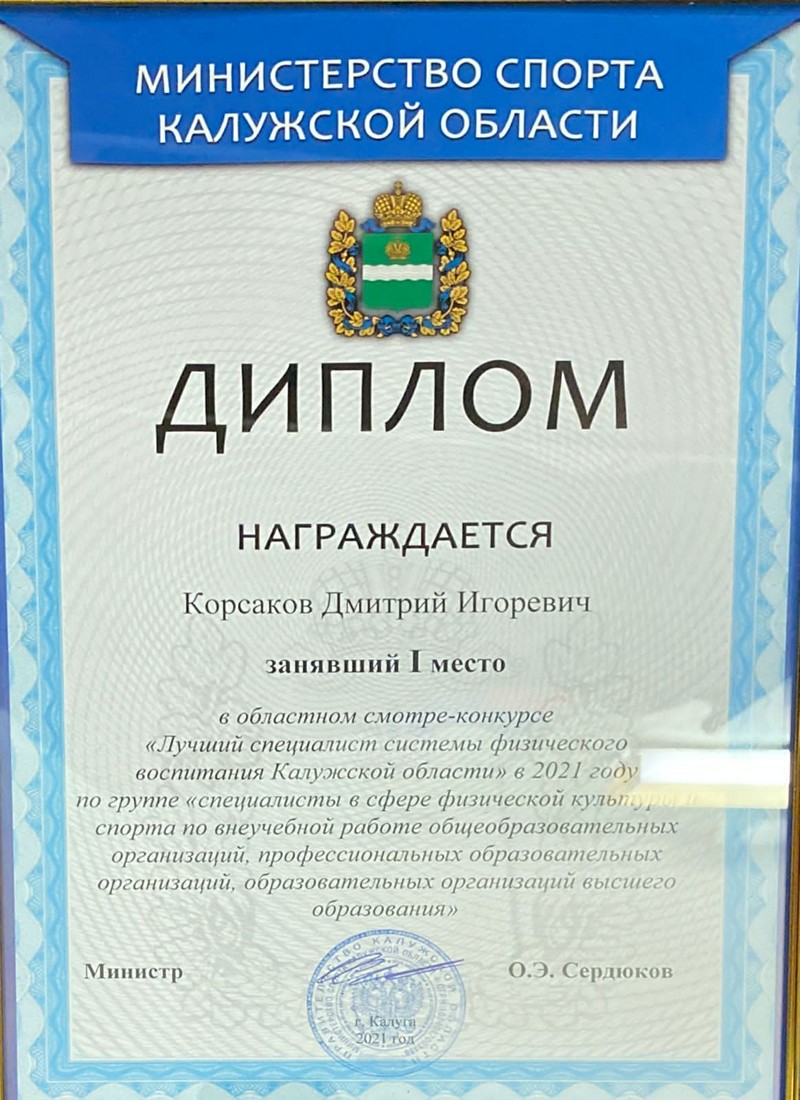 МИНИСТЕРСТВО СПОРТА
КАЛУЖСКОЙ ОБЛАСТИ
ДИПЛОМ
НАГРАЖДАЕТСЯ
Корсаков Дмитрий Игоревич
занявший I место
в областном смотре-конкурсе
«Лучший специалист системы физического
воспитания Калужской области» в 2021 году
по группе «специалисты в сфере физической культуры и
спорта по внеучебной работе общеобразовательных
организаций, профессиональных образовательных
организаций, образовательных организаций высшего
образования»
Министр
О.Э. Сердюков
г. Калуга
2021 год